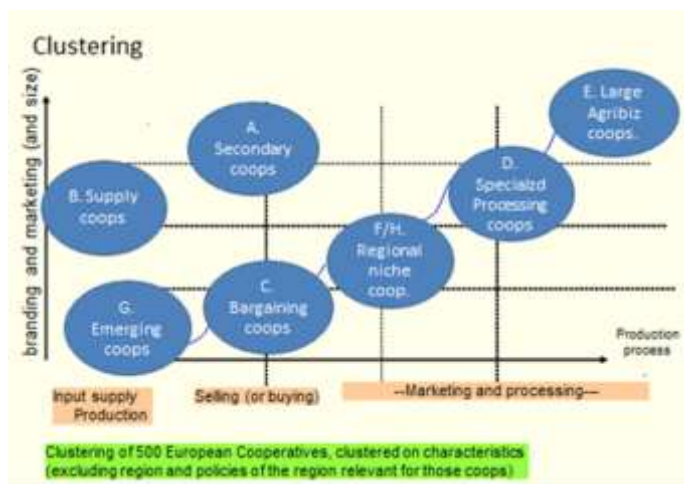 Clustering
branding and marketing (and size)
E. Large
Agribiz
coops.
A.
Secondary
coops
D.
Specialzd
Processing
coops
B. Supply
coops
F/H.
Regional
niche
coop.
C.
Bargaining
coops
G.
Emerging
coops
Production
process
Input supply
Production
Selling (or buying)
---Marketing and processing---
Clustering of 500 European Cooperatives, clustered on characteristics
(excluding region and policies of the region relevant for those coops)